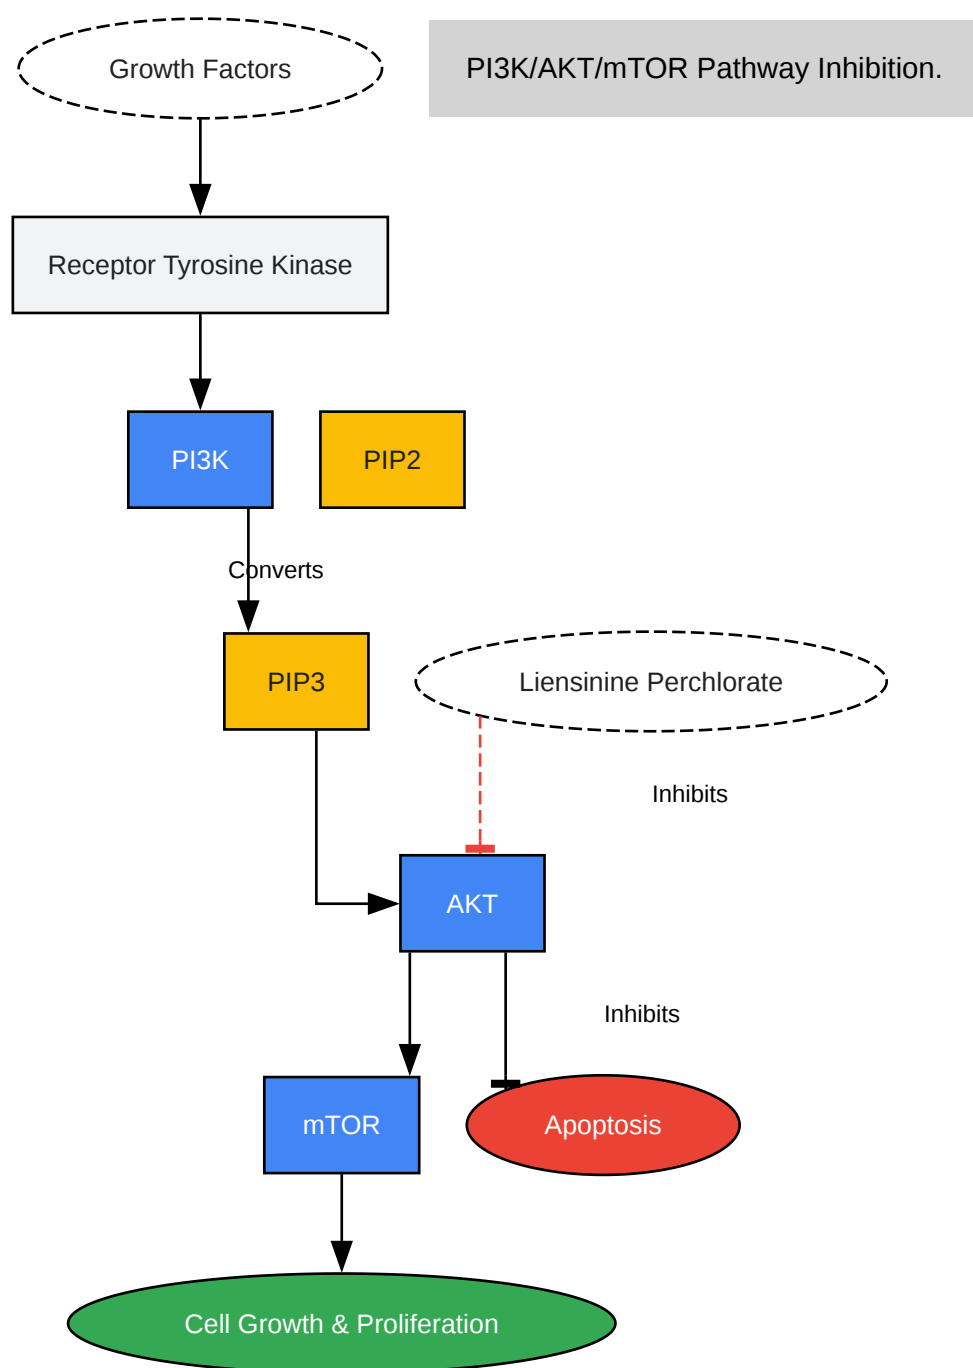 Growth Factors
PI3K/AKT/mTOR Pathway Inhibition.
Receptor Tyrosine Kinase
PI3K
PIP2
Converts
PIP3
Liensinine Perchlorate
Inhibits
AKT
Inhibits
mTOR
Apoptosis
Cell Growth & Proliferation